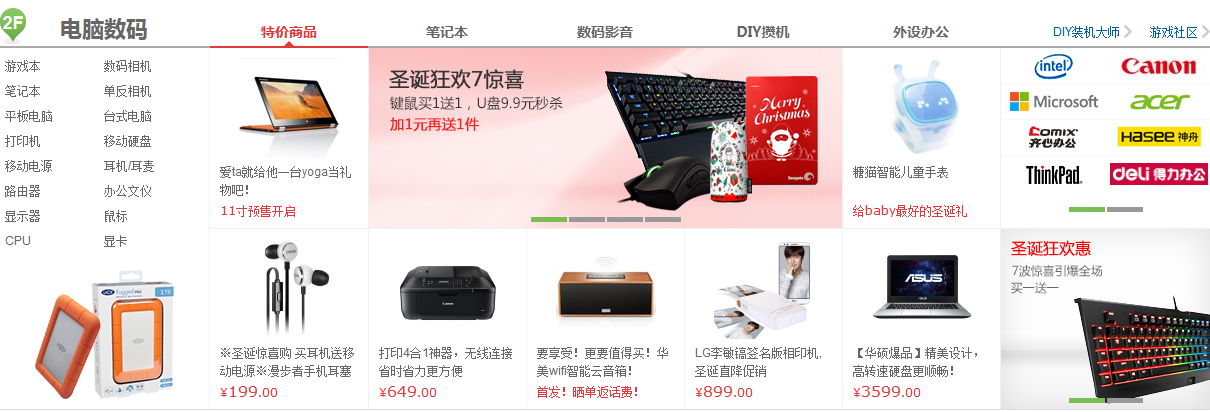 2F 电脑数码
特价商品
笔记本
数码影音
DIY攒机
外设办公
DIY装机大师
游戏社区
游戏本 数码相机
笔记本 单反相机
平板电脑 台式电脑
打印机 移动硬盘
移动电源 耳机/耳麦
路由器 办公文仪
显示器 鼠标
CPU 显卡
爱ta就给他一台yoga当礼
物吧!
11寸预售开启
圣诞狂欢7惊喜
键鼠买1送1，U盘9.9元秒杀
加1元再送1件
Merry
Christmas
Seagate
糖猫智能儿童手表
给baby最好的圣诞礼
intel Canon
Microsoft acer
COMIX
齐心办公
HASEE 神舟
ThinkPad
deli 得力办公
※圣诞惊喜购 买耳机送移
动电源※漫步者手机耳塞
¥199.00
Canon
打印4合1神器，无线连接
省时省力更方便
¥649.00
要享受！更要值得买！华
美wifi智能云音箱！
首发！晒单返话费！
LG李敏镐签名版相印机,
圣诞直降促销
¥899.00
ASUS
【华硕爆品】精美设计，
高转速硬盘更顺畅！
¥3599.00
圣诞狂欢惠
7波惊喜引爆全场
买一送一